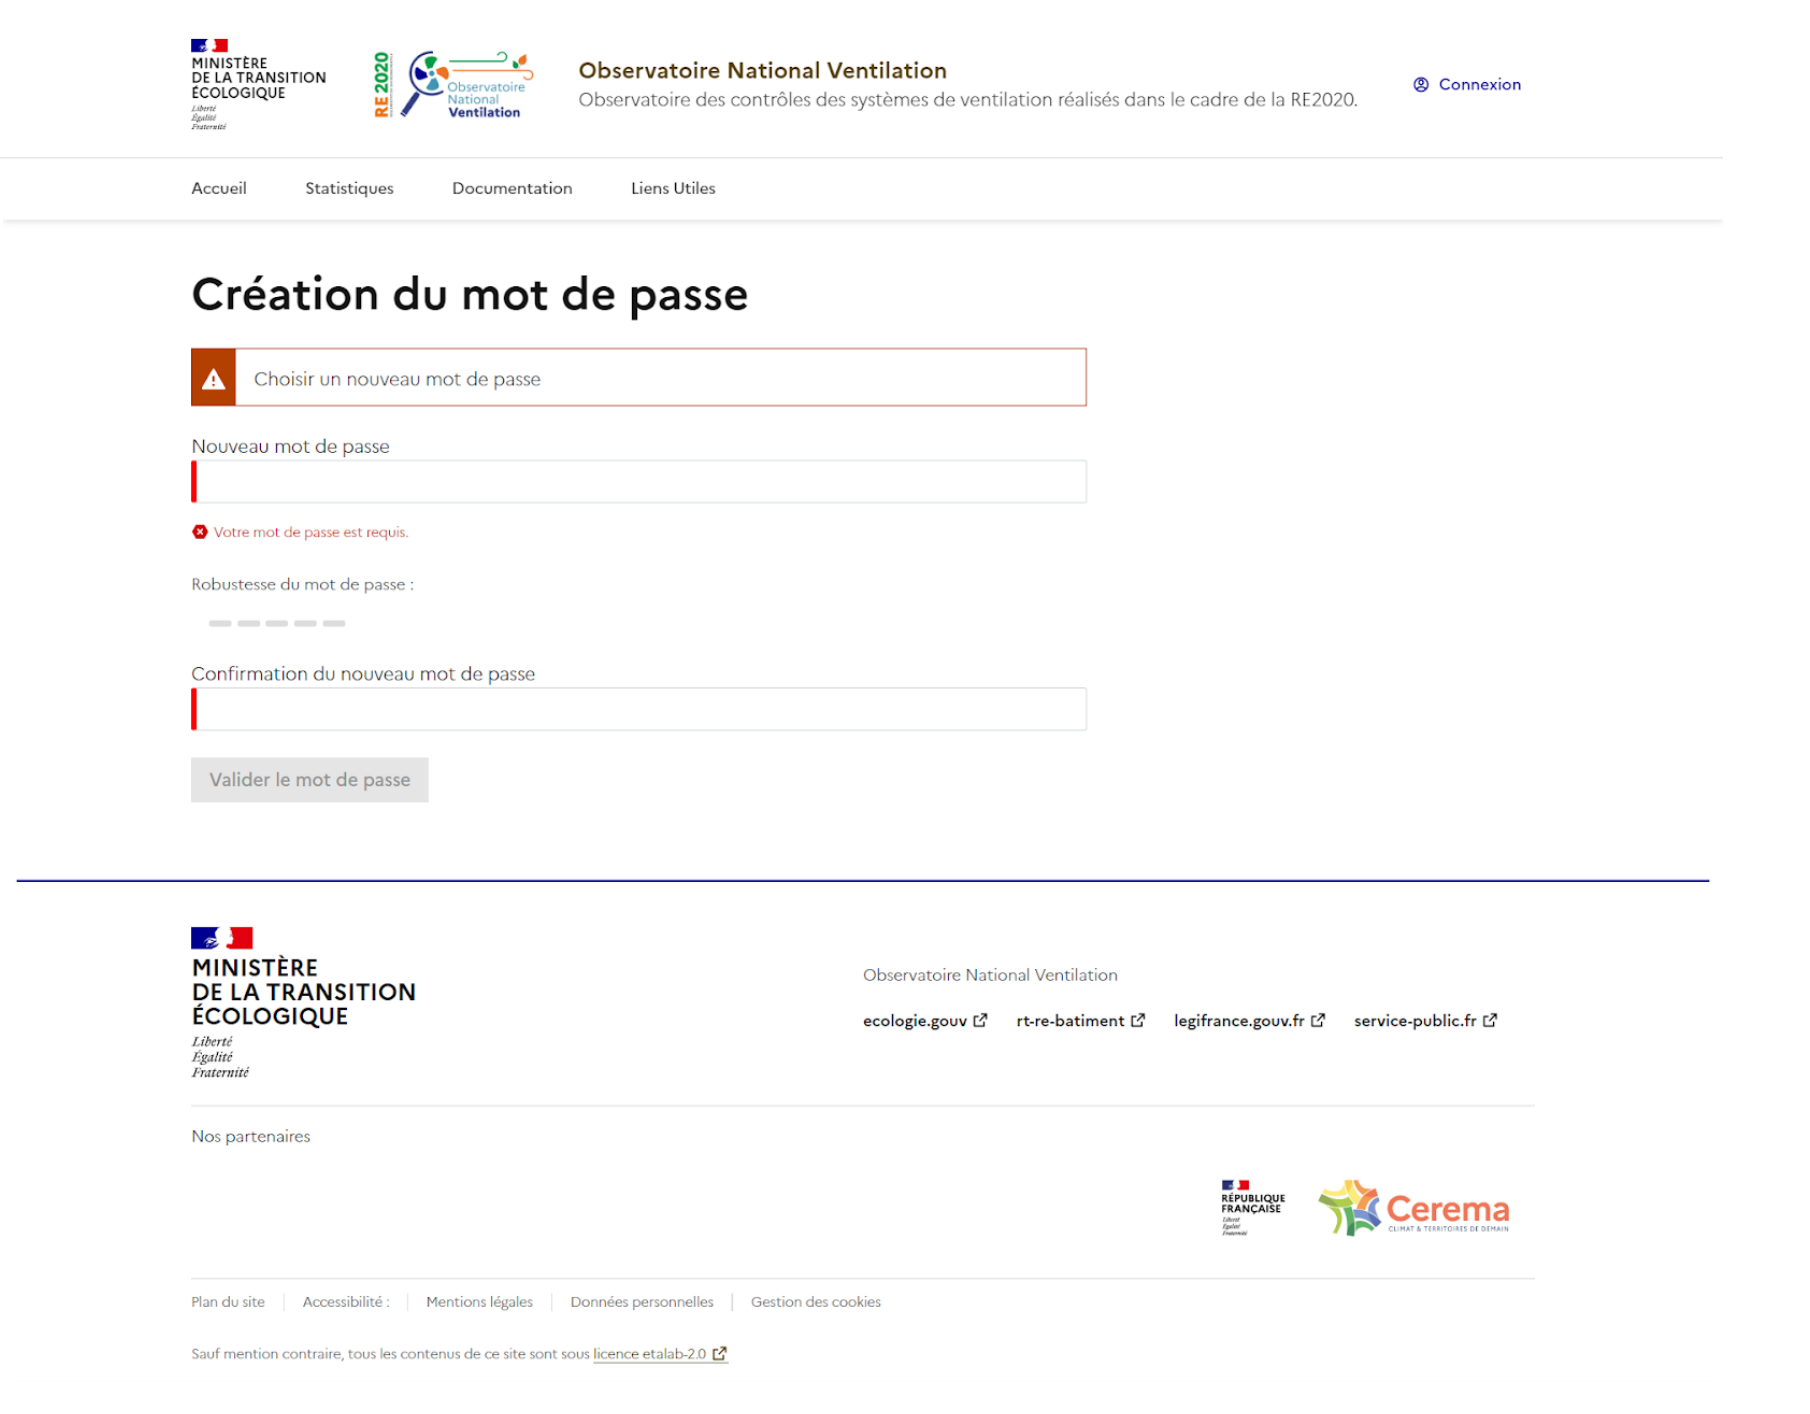 MINISTÈRE
DE LA TRANSITION
ÉCOLOGIQUE
Liberté
Égalité
Fraternité
RE 2020
Observatoire
National
Ventilation
Observatoire National Ventilation
Observatoire des contrôles des systèmes de ventilation réalisés dans le cadre de la RE2020.
Connexion
Accueil Statistiques Documentation Liens Utiles
Création du mot de passe
Choisir un nouveau mot de passe
Nouveau mot de passe
Votre mot de passe est requis.
Robustesse du mot de passe :
Confirmation du nouveau mot de passe
Valider le mot de passe
MINISTÈRE
DE LA TRANSITION
ÉCOLOGIQUE
Liberté
Égalité
Fraternité
Observatoire National Ventilation
ecologie.gouv rt-re-batiment legifrance.gouv.fr service-public.fr
Nos partenaires
RÉPUBLIQUE
FRANÇAISE
Liberté
Égalité
Fraternité
Cerema
CLIMAT & TERRITOIRES DE DEMAIN
Plan du site Accessibilité : Mentions légales Données personnelles Gestion des cookies
Sauf mention contraire, tous les contenus de ce site sont sous licence etalab-2.0